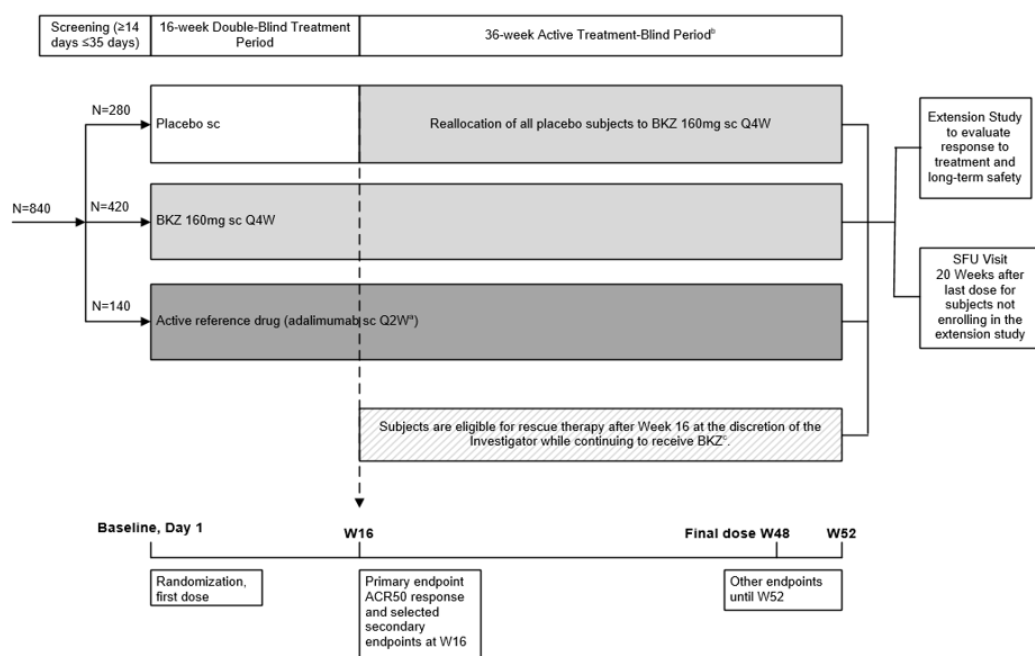 Screening (≥14
days ≤35 days)
16-week Double-Blind Treatment
Period
36-week Active Treatment-Blind Periodᵇ
N=280
Placebo sc
Reallocation of all placebo subjects to BKZ 160mg sc Q4W
N=840
N=420
BKZ 160mg sc Q4W
N=140
Active reference drug (adalimumab sc Q2Wᵃ)
Subjects are eligible for rescue therapy after Week 16 at the discretion of the
Investigator while continuing to receive BKZᶜ.
Extension Study
to evaluate
response to
treatment and
long-term safety
SFU Visit
20 Weeks after
last dose for
subjects not
enrolling in the
extension study
Baseline, Day 1
W16
Final dose W48
W52
Randomization,
first dose
Primary endpoint
ACR50 response
and selected
secondary
endpoints at W16
Other endpoints
until W52